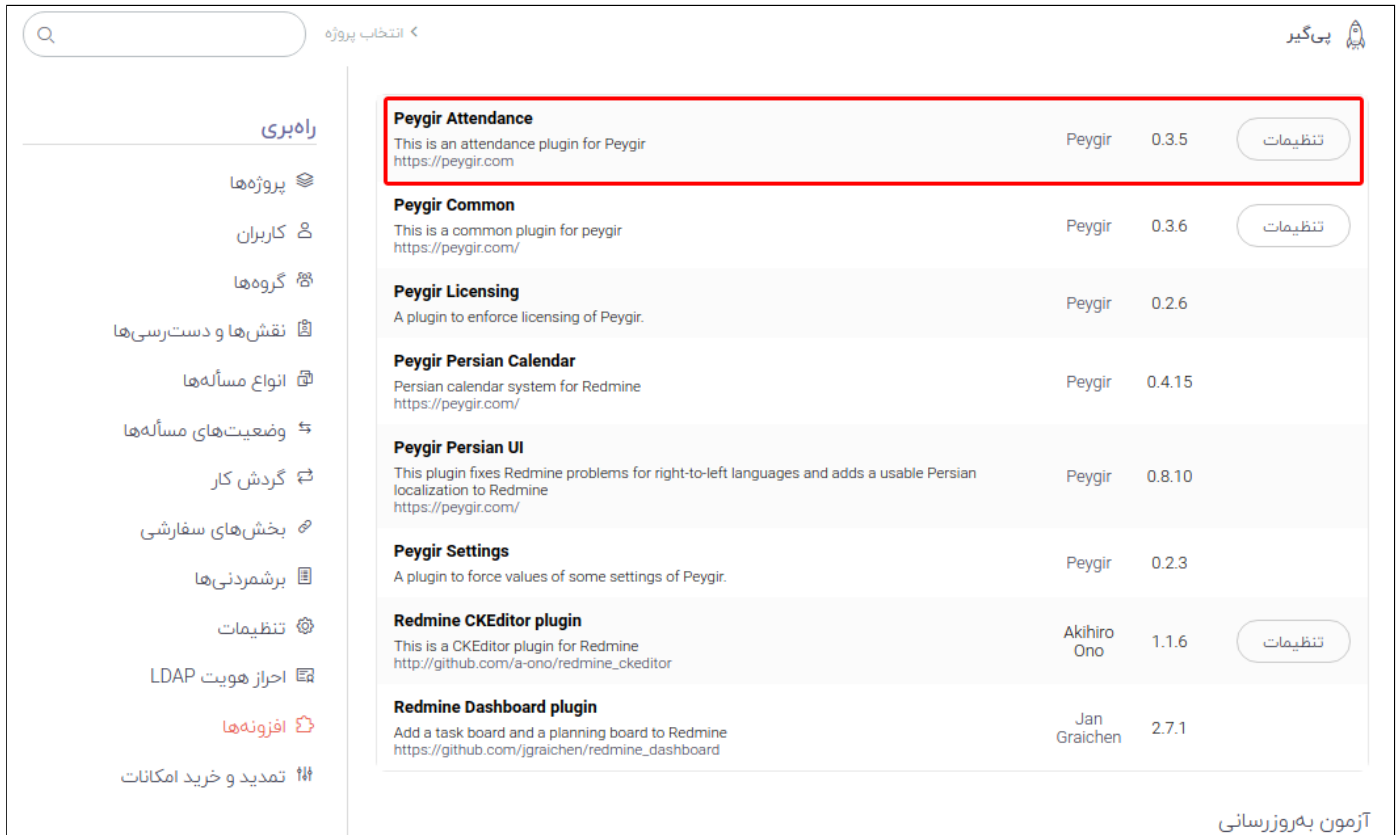 پی‌گیر
انتخاب پروژه
راه‌بری
پروژه‌ها
کاربران
گروه‌ها
نقش‌ها و دست‌رسی‌ها
انواع مسأله‌ها
وضعیت‌های مسأله‌ها
گردش کار
بخش‌های سفارشی
برشمردنی‌ها
تنظیمات
احراز هویت LDAP
افزونه‌ها
تمدید و خرید امکانات
Peygir Attendance
This is an attendance plugin for Peygir
https://peygir.com
Peygir
0.3.5
تنظیمات
Peygir Common
This is a common plugin for peygir
https://peygir.com/
Peygir
0.3.6
تنظیمات
Peygir Licensing
A plugin to enforce licensing of Peygir.
Peygir
0.2.6
Peygir Persian Calendar
Persian calendar system for Redmine
https://peygir.com/
Peygir
0.4.15
Peygir Persian UI
This plugin fixes Redmine problems for right-to-left languages and adds a usable Persian
localization to Redmine
https://peygir.com/
Peygir
0.8.10
Peygir Settings
A plugin to force values of some settings of Peygir.
Peygir
0.2.3
Redmine CKEditor plugin
This is a CKEditor plugin for Redmine
http://github.com/a-ono/redmine_ckeditor
Akihiro
Ono
1.1.6
تنظیمات
Redmine Dashboard plugin
Add a task board and a planning board to Redmine
https://github.com/jgraichen/redmine_dashboard
Jan
Graichen
2.7.1
آزمون به‌روزرسانی